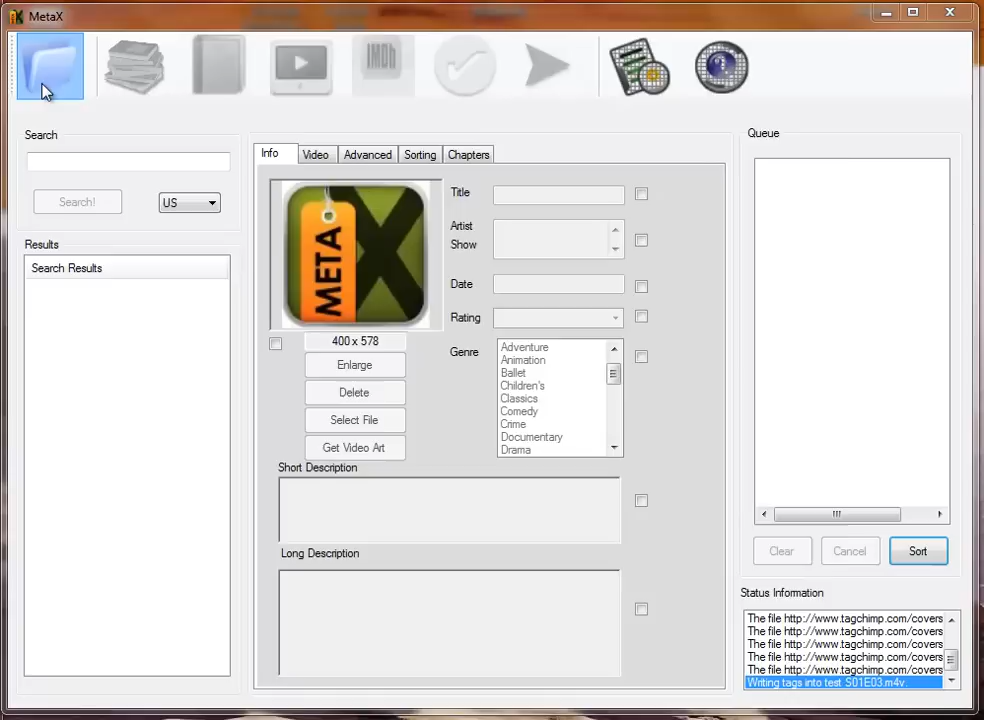 MetaX
IMDb
Search
Search!
US
Results
Search Results
Info
Video
Advanced
Sorting
Chapters
META
X
400 x 578
Enlarge
Delete
Select File
Get Video Art
Title
Artist
Show
Date
Rating
Genre
Adventure
Animation
Ballet
Children's
Classics
Comedy
Crime
Documentary
Drama
Short Description
Long Description
Queue
Clear
Cancel
Sort
Status Information
The file http://www.tagchimp.com/covers
The file http://www.tagchimp.com/covers
The file http://www.tagchimp.com/covers
The file http://www.tagchimp.com/covers
The file http://www.tagchimp.com/covers
Writing tags into test S01E03.m4v.